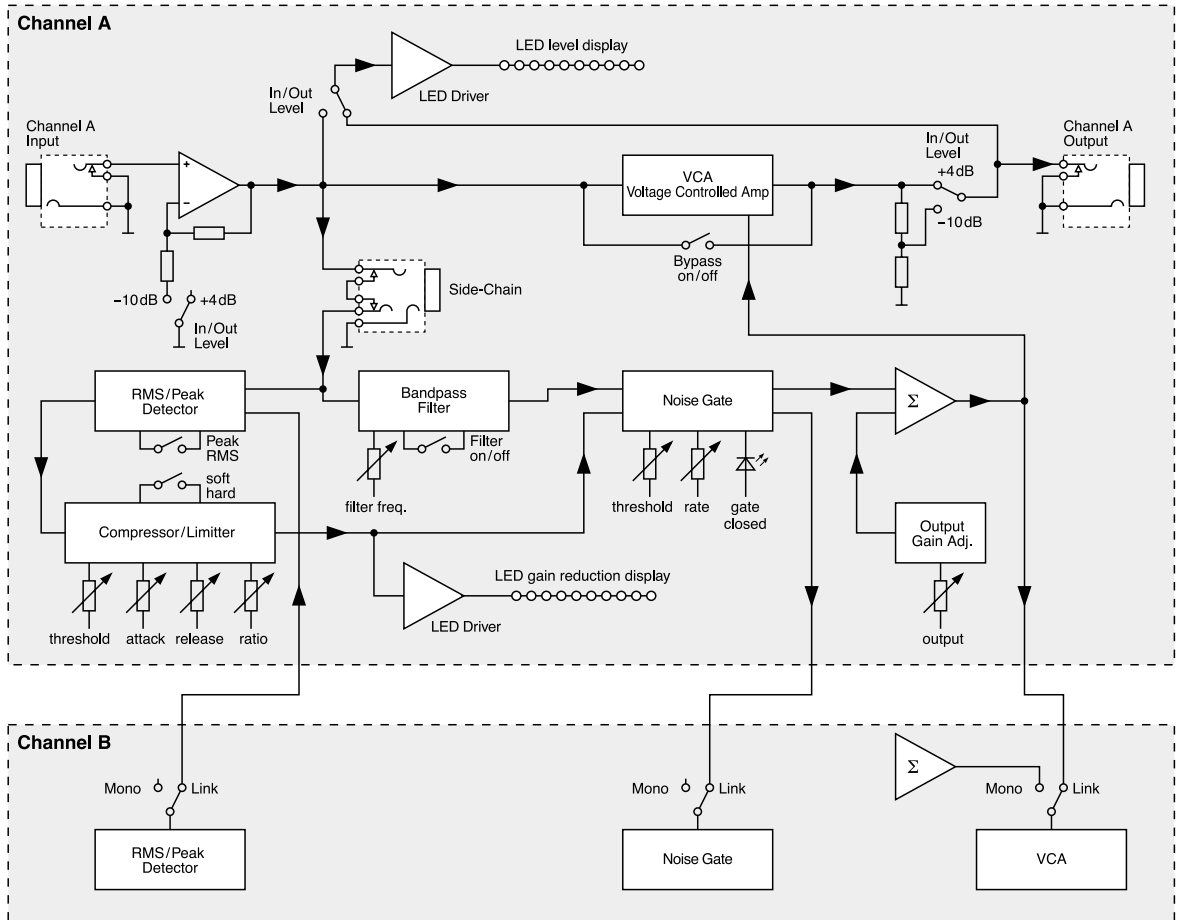 Channel A
LED level display
LED Driver
In/Out
Level
Channel A
Input
+
−
−10dB
+4dB
In/Out
Level
VCA
Voltage Controlled Amp
Bypass
on/off
In/Out
Level
+4dB
−10dB
Channel A
Output
Side-Chain
RMS/Peak
Detector
Peak
RMS
soft
hard
Bandpass
Filter
Filter
on/off
filter freq.
Noise Gate
threshold
rate
gate
closed
Σ
Compressor/Limitter
threshold
attack
release
ratio
LED gain reduction display
LED Driver
Output
Gain Adj.
output
Channel B
Mono
Link
RMS/Peak
Detector
Mono
Link
Noise Gate
Σ
Mono
Link
VCA